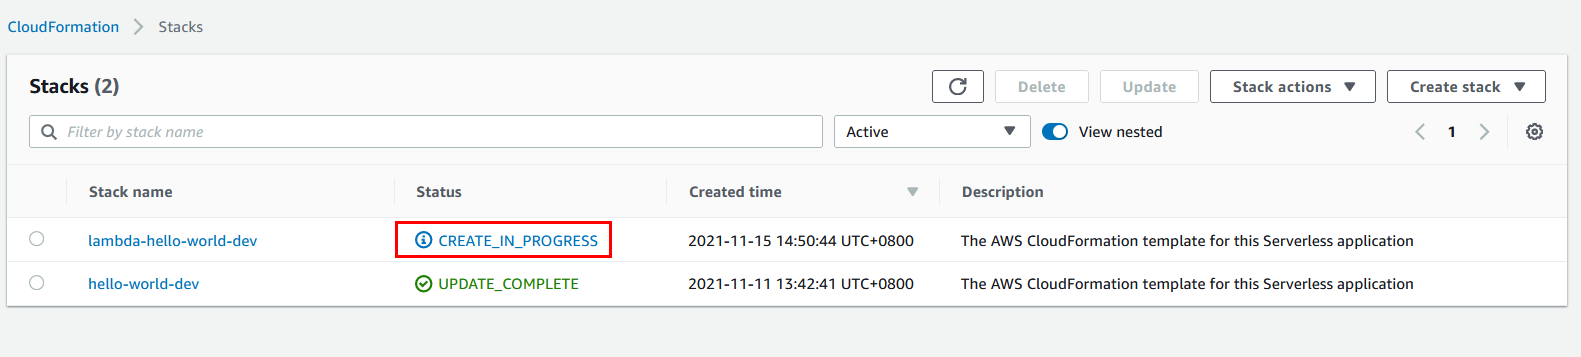 CloudFormation > Stacks
Stacks (2)
Delete
Update
Stack actions
Create stack
Filter by stack name
Active
View nested
1
Stack name Status Created time Description
lambda-hello-world-dev CREATE_IN_PROGRESS 2021-11-15 14:50:44 UTC+0800 The AWS CloudFormation template for this Serverless application
hello-world-dev UPDATE_COMPLETE 2021-11-11 13:42:41 UTC+0800 The AWS CloudFormation template for this Serverless application